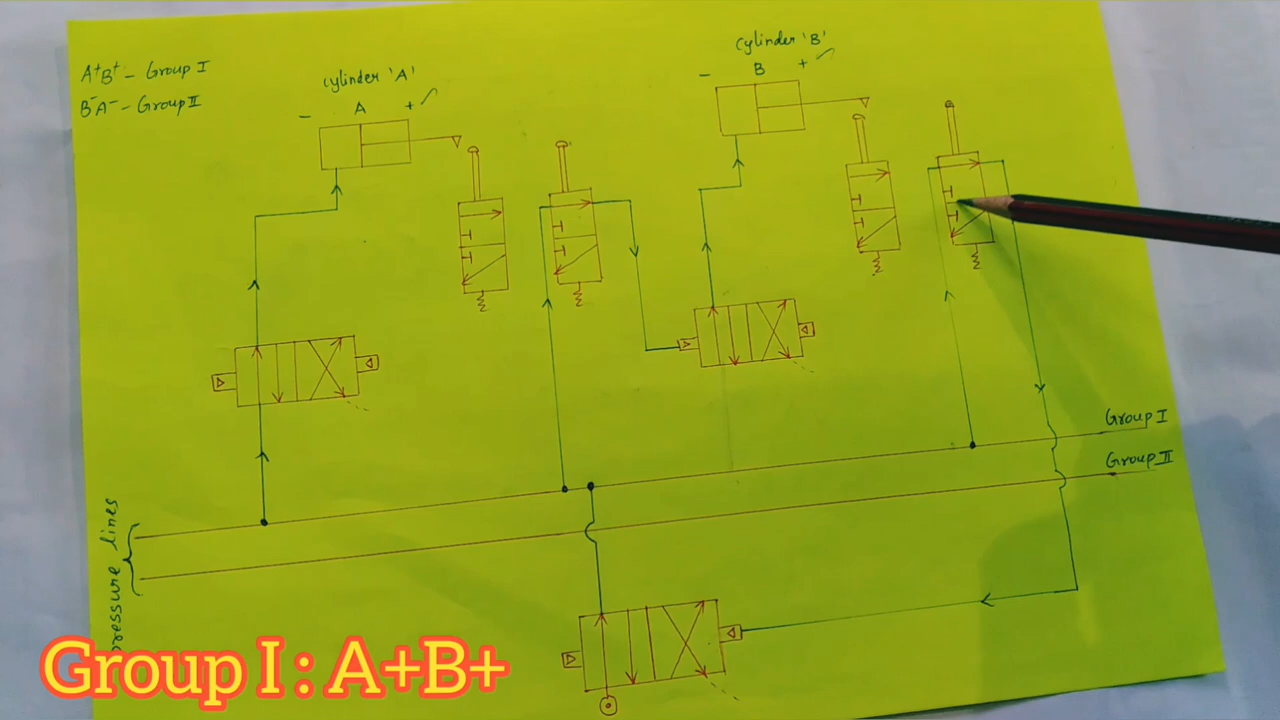 A⁺B⁺ – Group I
B⁻A⁻ – Group II
cylinder 'A'
- A +
cylinder 'B'
- B +
Group I
Group II
pressure lines
Group I : A+B+